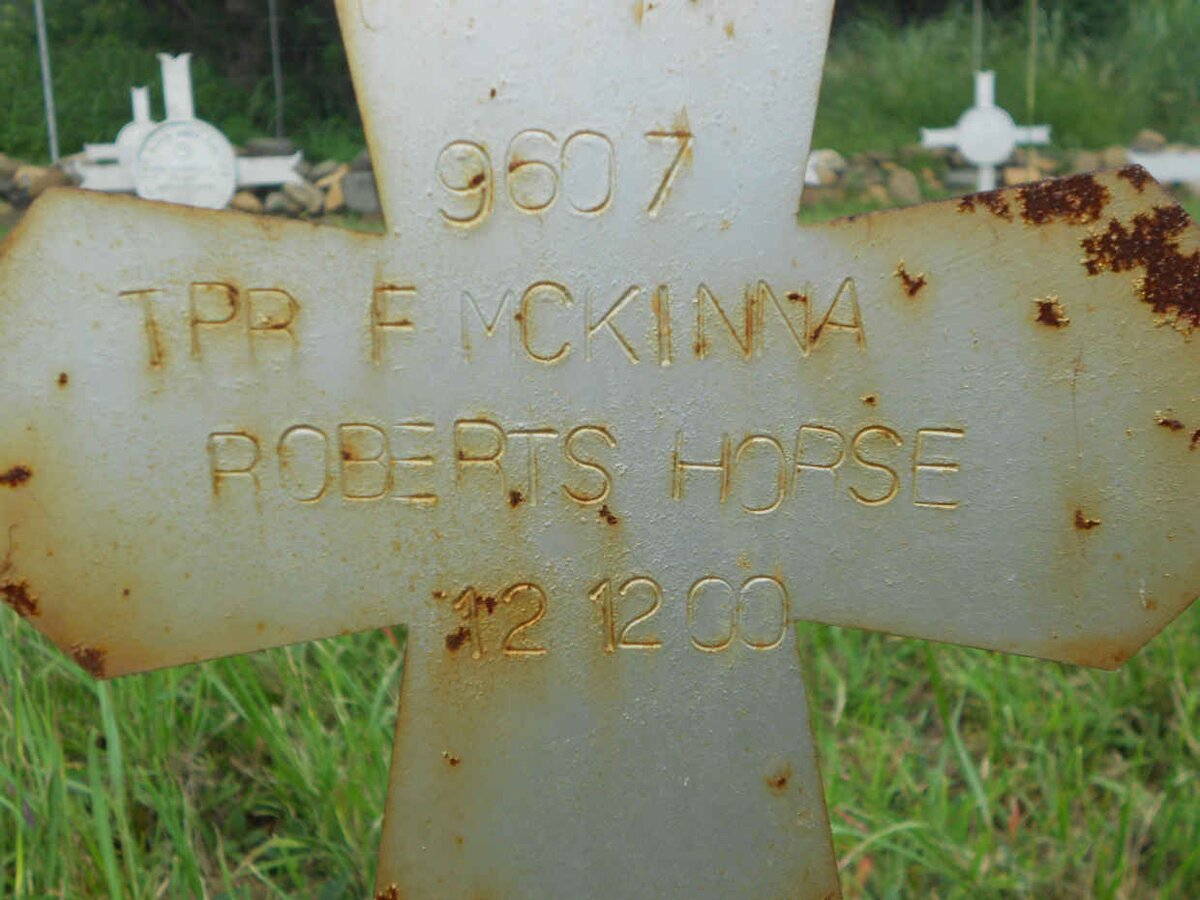 9607
TPR F MCKINNA
ROBERTS HORSE
12 12 00